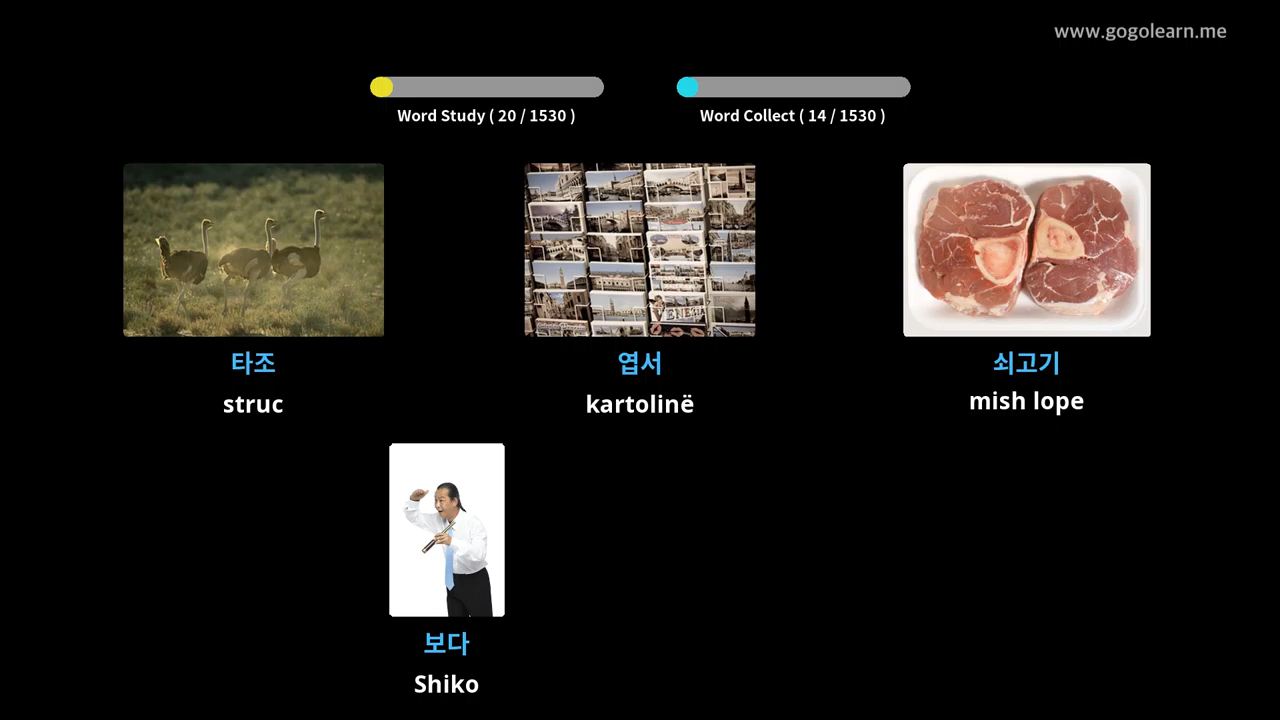 www.gogolearn.me
Word Study ( 20 / 1530 )
Word Collect ( 14 / 1530 )
VENEZIA
타조
엽서
쇠고기
struc
kartolinë
mish lope
보다
Shiko